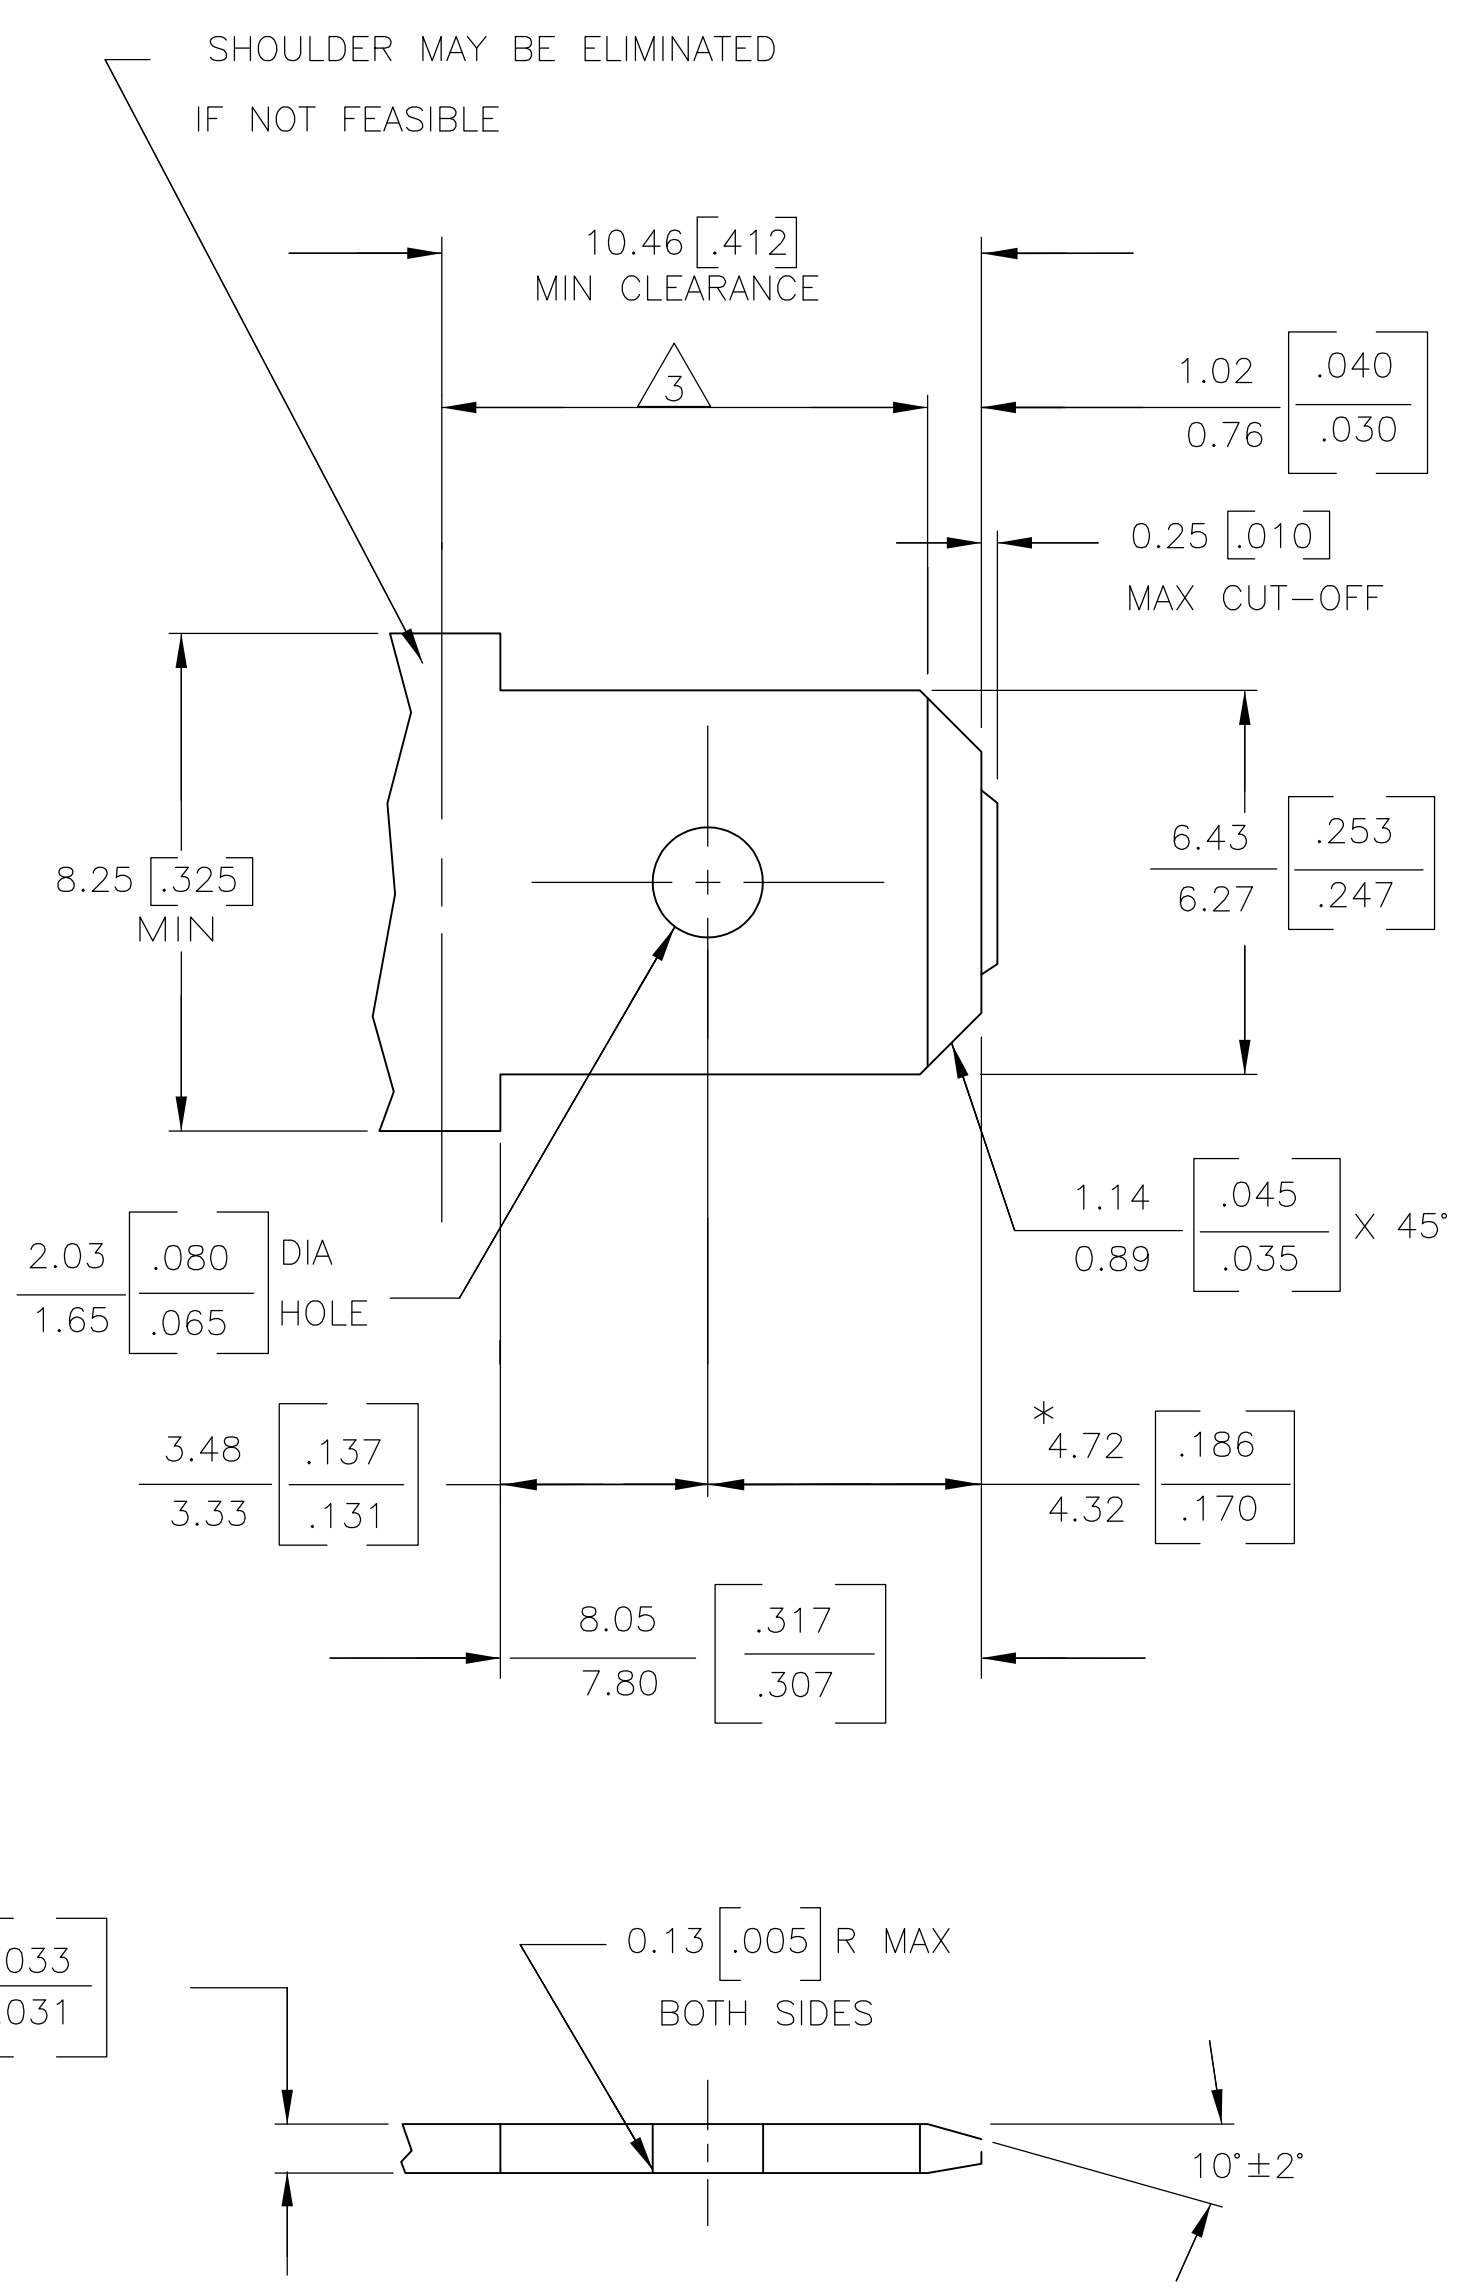 SHOULDER MAY BE ELIMINATED
IF NOT FEASIBLE
10.46 [.412]
MIN CLEARANCE
3
1.02 [.040
0.76 .030]
0.25 [.010]
MAX CUT-OFF
8.25 [.325]
MIN
6.43 [.253
6.27 .247]
1.14 [.045
0.89 .035] X 45°
2.03 [.080 DIA
1.65 .065] HOLE
3.48 [.137
3.33 .131]
*
4.72 [.186
4.32 .170]
8.05 [.317
7.80 .307]
033
031
0.13 [.005] R MAX
BOTH SIDES
10°±2°